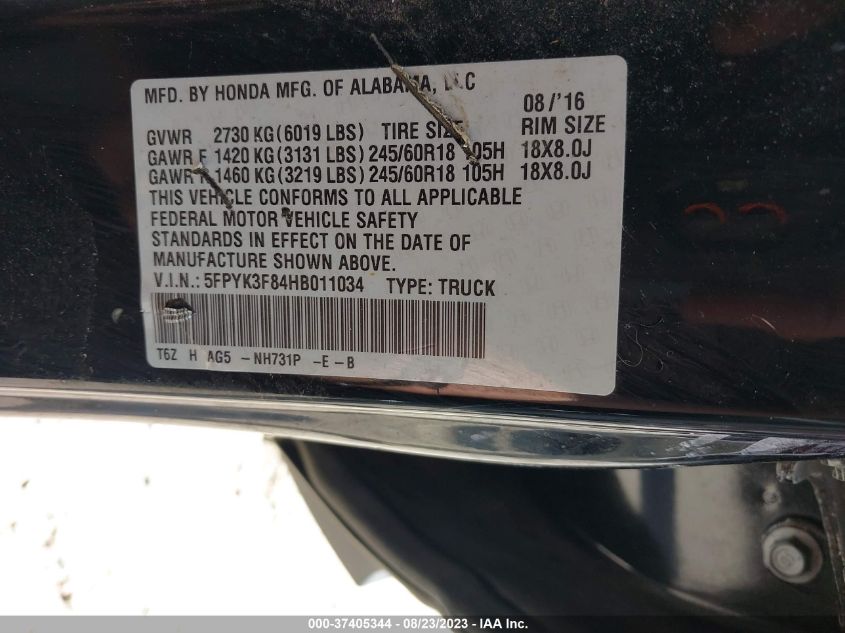 MFD. BY HONDA MFG. OF ALABAMA, LLC
08/'16
GVWR 2730 KG (6019 LBS) TIRE SIZE RIM SIZE
GAWR F 1420 KG (3131 LBS) 245/60R18 105H 18X8.0J
GAWR R 1460 KG (3219 LBS) 245/60R18 105H 18X8.0J
THIS VEHICLE CONFORMS TO ALL APPLICABLE
FEDERAL MOTOR VEHICLE SAFETY
STANDARDS IN EFFECT ON THE DATE OF
MANUFACTURE SHOWN ABOVE.
V.I.N.: 5FPYK3F84HB011034 TYPE: TRUCK
T6Z H AG5 -NH731P -E-B
000-37405344 - 08/23/2023 - Copyright © IAA, Inc.